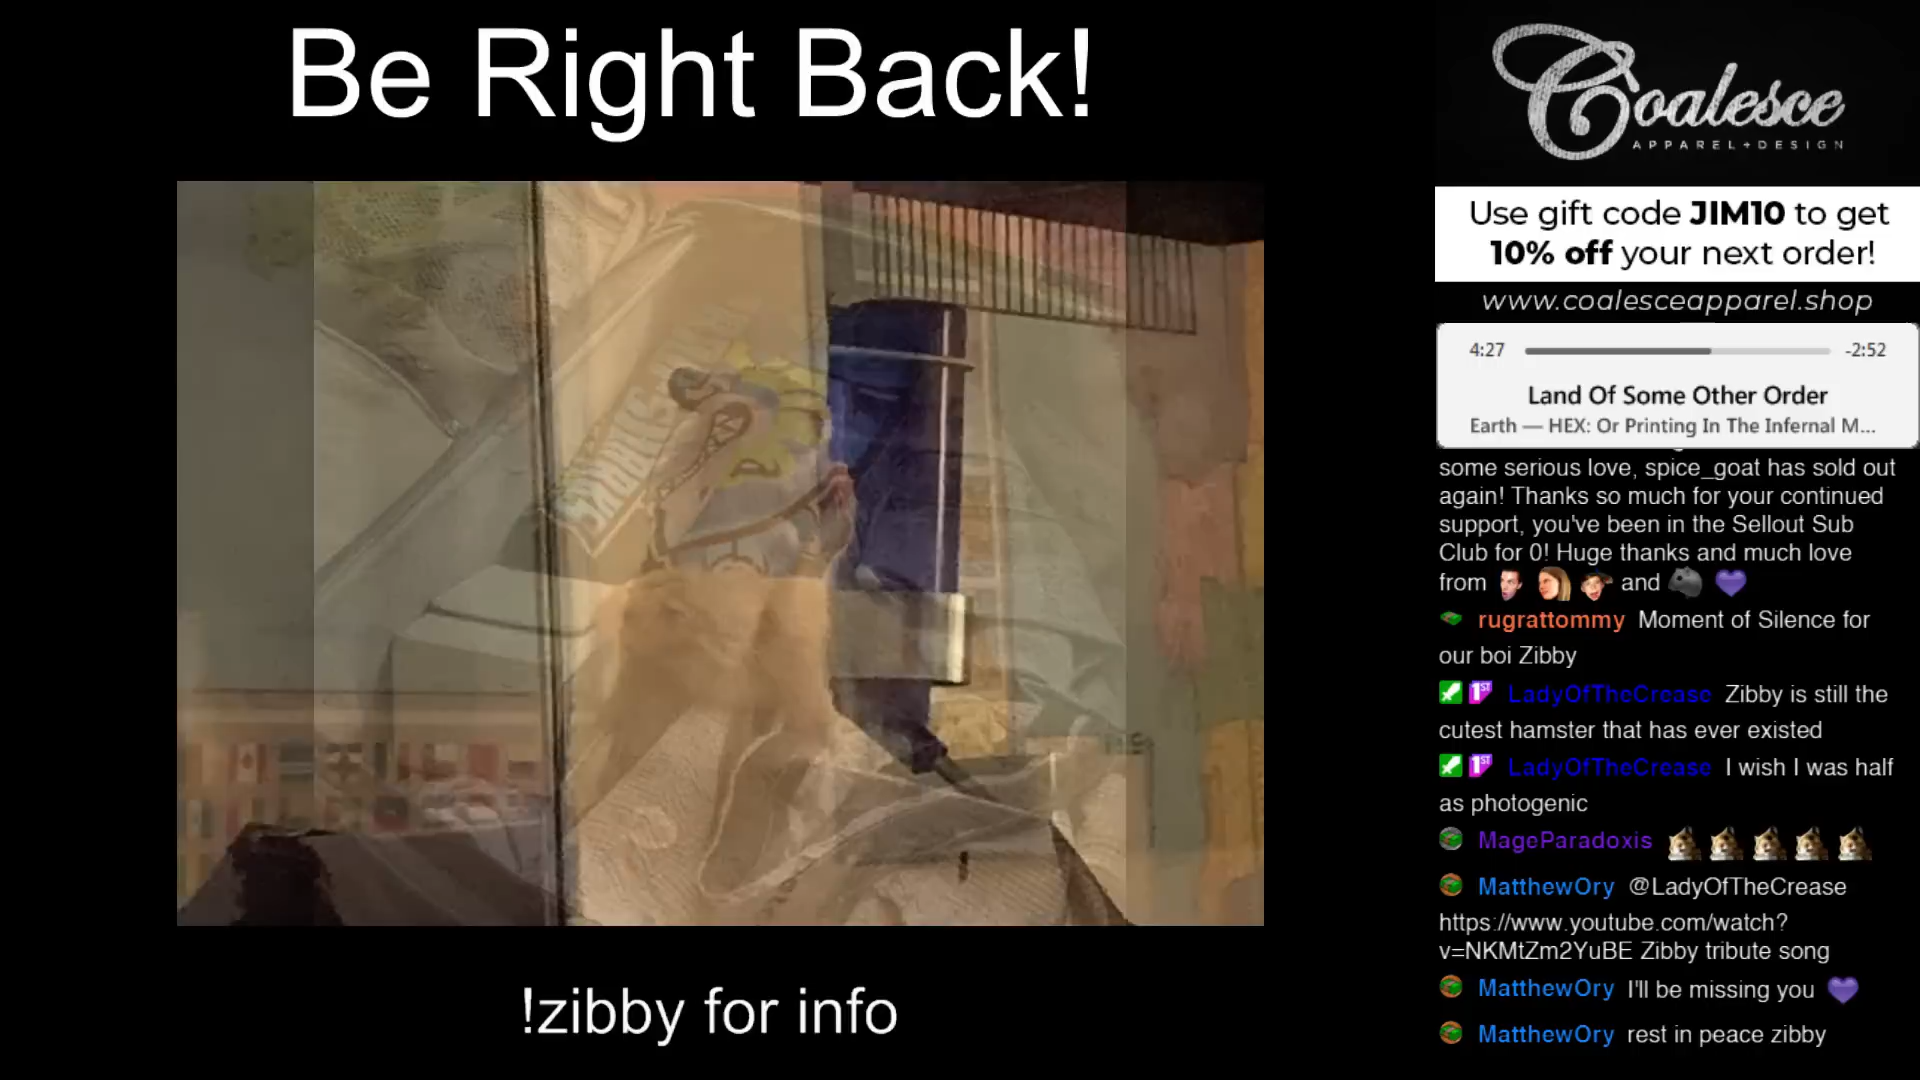 Be Right Back!
!zibby for info
Coalesce
APPAREL+DESIGN
Use gift code JIM10 to get
10% off your next order!
www.coalesceapparel.shop
4:27
-2:52
Land Of Some Other Order
Earth — HEX: Or Printing In The Infernal M...
some serious love, spice_goat has sold out
again! Thanks so much for your continued
support, you've been in the Sellout Sub
Club for 0! Huge thanks and much love
from and
rugrattommy Moment of Silence for
our boi Zibby
1ST LadyOfTheCrease Zibby is still the
cutest hamster that has ever existed
1ST LadyOfTheCrease I wish I was half
as photogenic
MageParadoxis
MatthewOry @LadyOfTheCrease
https://www.youtube.com/watch?
v=NKMtZm2YuBE Zibby tribute song
MatthewOry I'll be missing you
MatthewOry rest in peace zibby